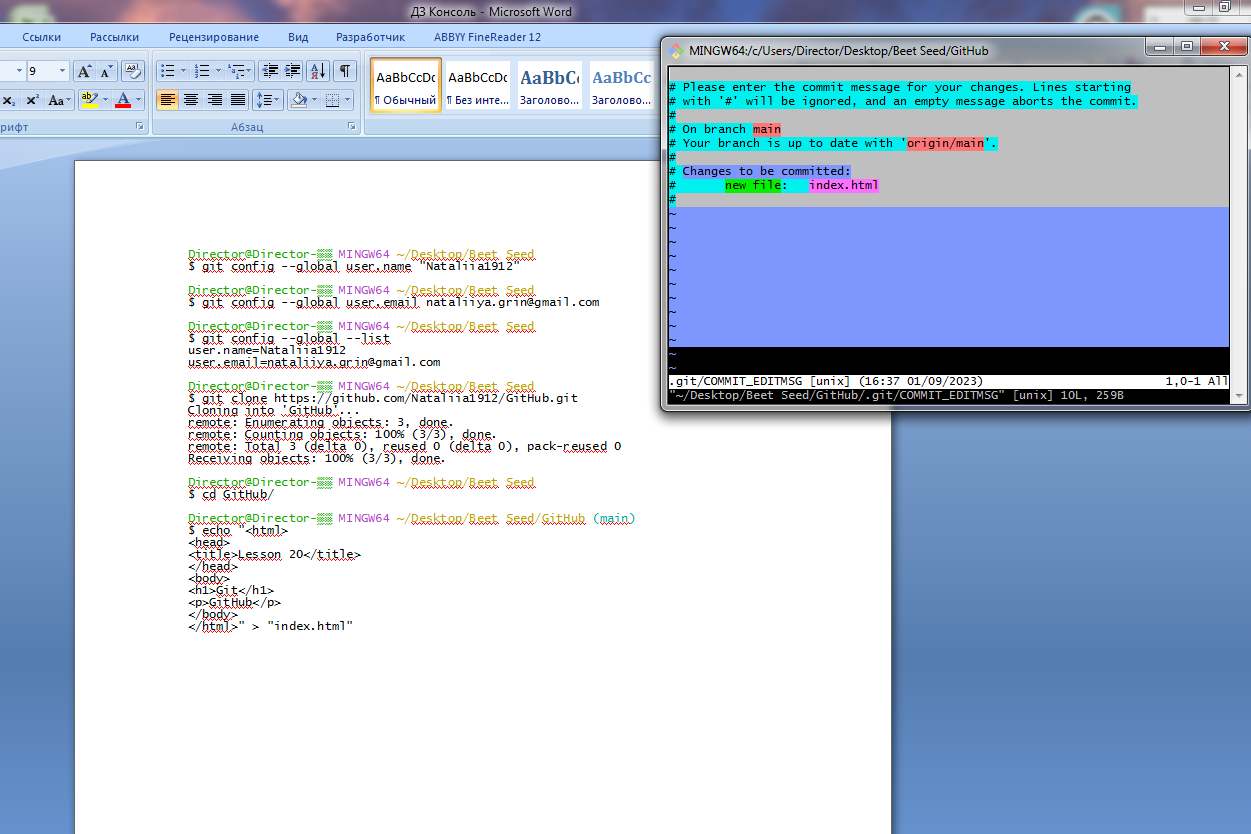 ДЗ Консоль - Microsoft Word
Ссылки Рассылки Рецензирование Вид Разработчик ABBYY FineReader 12
9
AaBbCcDc AaBbCcDc AaBbCc AaBbCc
¶ Обычный ¶ Без инте... Заголово... Заголово...
рифт Абзац
Director@Director-▒▒ MINGW64 ~/Desktop/Beet Seed
$ git config --global user.name "Nataliia1912"
Director@Director-▒▒ MINGW64 ~/Desktop/Beet Seed
$ git config --global user.email nataliiya.grin@gmail.com
Director@Director-▒▒ MINGW64 ~/Desktop/Beet Seed
$ git config --global --list
user.name=Nataliia1912
user.email=nataliiya.grin@gmail.com
Director@Director-▒▒ MINGW64 ~/Desktop/Beet Seed
$ git clone https://github.com/Nataliia1912/GitHub.git
Cloning into 'GitHub'...
remote: Enumerating objects: 3, done.
remote: Counting objects: 100% (3/3), done.
remote: Total 3 (delta 0), reused 0 (delta 0), pack-reused 0
Receiving objects: 100% (3/3), done.
Director@Director-▒▒ MINGW64 ~/Desktop/Beet Seed
$ cd GitHub/
Director@Director-▒▒ MINGW64 ~/Desktop/Beet Seed/GitHub (main)
$ echo "<html>
<head>
<title>Lesson 20</title>
</head>
<body>
<h1>Git</h1>
<p>GitHub</p>
</body>
</html>" > "index.html"
MINGW64:/c/Users/Director/Desktop/Beet Seed/GitHub
# Please enter the commit message for your changes. Lines starting
# with '#' will be ignored, and an empty message aborts the commit.
#
# On branch main
# Your branch is up to date with 'origin/main'.
#
# Changes to be committed:
#       new file:   index.html
#
~
~
~
~
~
~
~
~
~
~
~
~
.git/COMMIT_EDITMSG [unix] (16:37 01/09/2023) 1,0-1 All
"~/Desktop/Beet Seed/GitHub/.git/COMMIT_EDITMSG" [unix] 10L, 259B